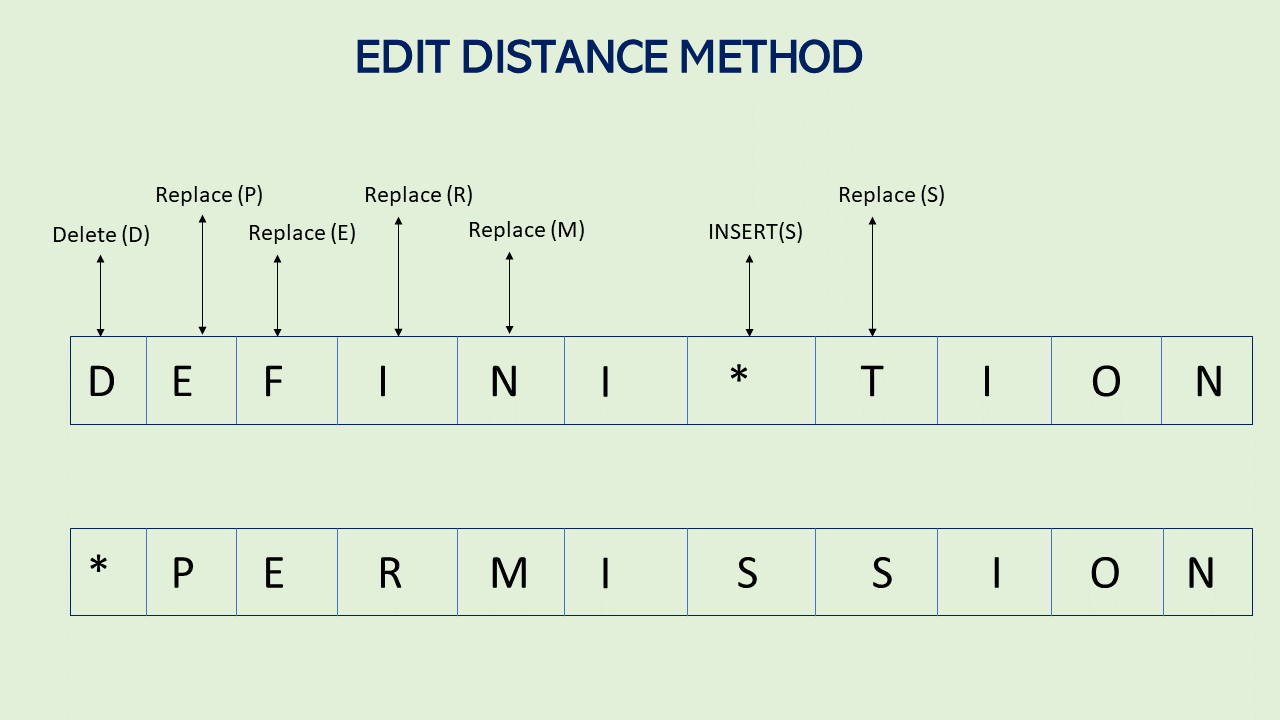 EDIT DISTANCE METHOD
Replace (P) Replace (R) Replace (S)
Delete (D) Replace (E) Replace (M) INSERT(S)
D E F I N I * T I O N
* P E R M I S S I O N